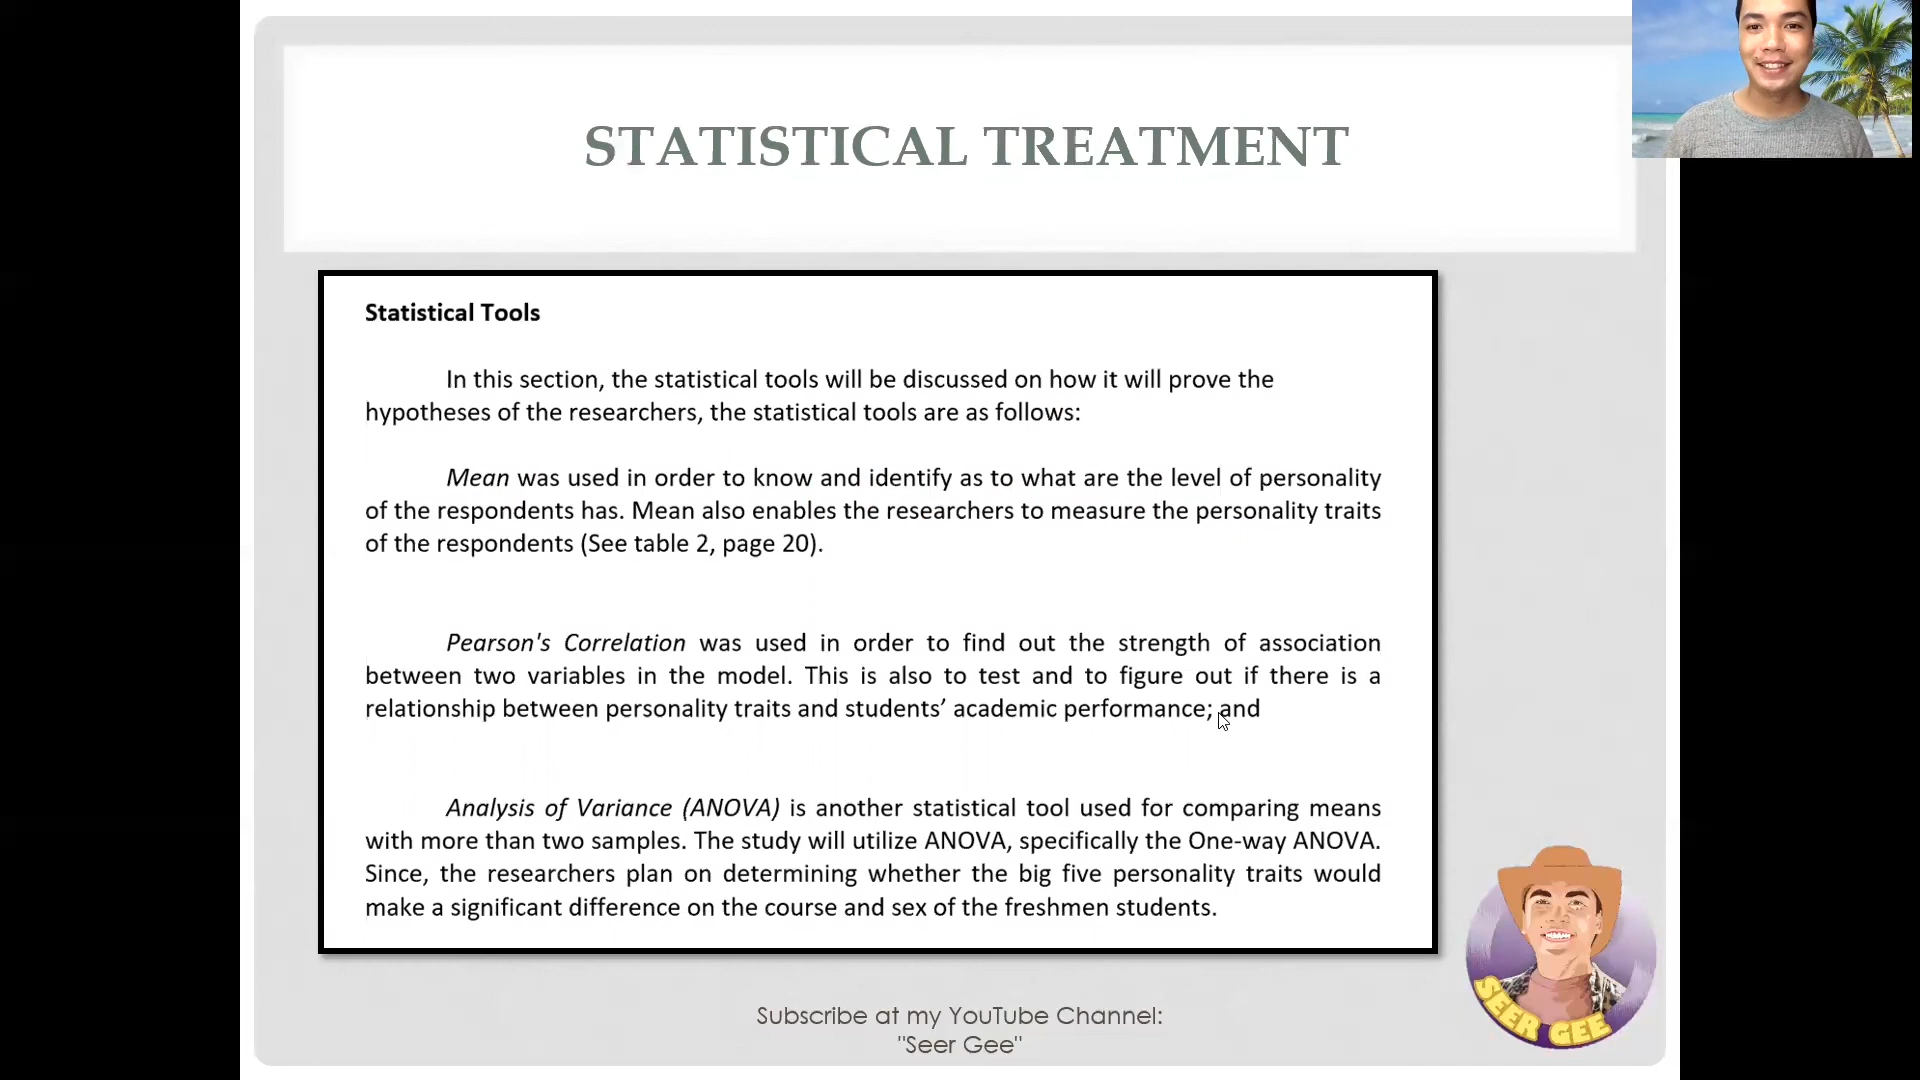 STATISTICAL TREATMENT
Statistical Tools
In this section, the statistical tools will be discussed on how it will prove the
hypotheses of the researchers, the statistical tools are as follows:
Mean was used in order to know and identify as to what are the level of personality
of the respondents has. Mean also enables the researchers to measure the personality traits
of the respondents (See table 2, page 20).
Pearson's Correlation was used in order to find out the strength of association
between two variables in the model. This is also to test and to figure out if there is a
relationship between personality traits and students’ academic performance; and
Analysis of Variance (ANOVA) is another statistical tool used for comparing means
with more than two samples. The study will utilize ANOVA, specifically the One-way ANOVA.
Since, the researchers plan on determining whether the big five personality traits would
make a significant difference on the course and sex of the freshmen students.
SEER GEE
Subscribe at my YouTube Channel:
"Seer Gee"